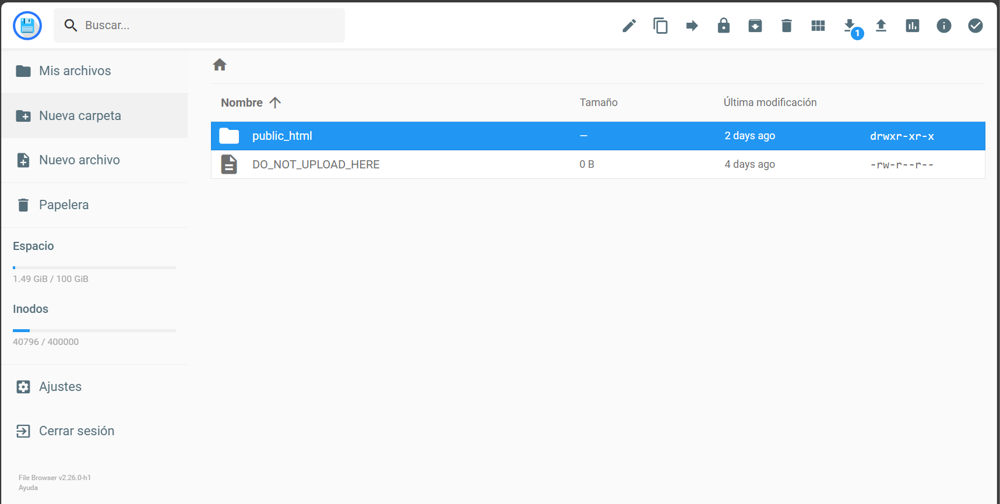 Buscar...
1
Mis archivos
Nueva carpeta
Nuevo archivo
Papelera
Espacio
1.49 GiB / 100 GiB
Inodos
40796 / 400000
Ajustes
Cerrar sesión
File Browser v2.26.0-h1
Ayuda
Nombre Tamaño Última modificación
public_html — 2 days ago drwxr-xr-x
DO_NOT_UPLOAD_HERE 0 B 4 days ago -rw-r--r--